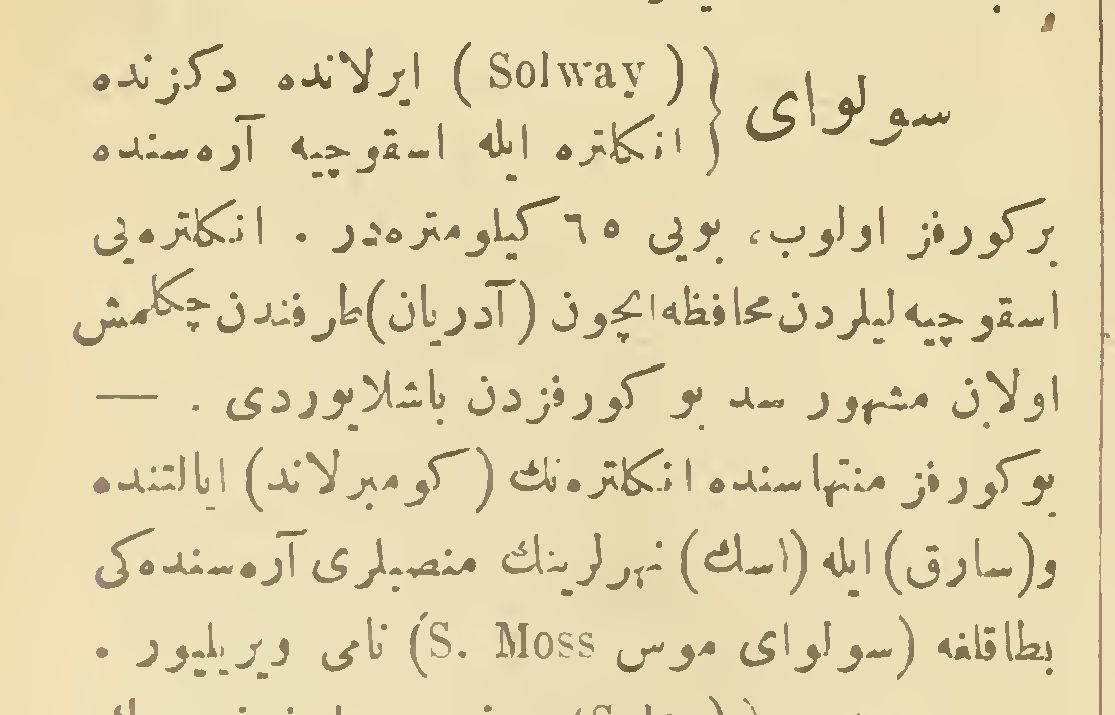 سولوای { ( Solway ) ایرلانده دکزنده
انکلتره ایله اسقوچیه آره‌سنده
برکورفز اولوب، بویی ٦٥ کیلومتره‌در . انکلتره‌یی
اسقوچیه‌لیلردن محافظه ایچون (آدریان) طرفندن چکلمش
اولان مشهور سد بو کورفزدن باشلایوردی . —
بوکورفز منتهاسنده انکلتره‌نك ( کومبرلاند) ایالتنده
و(سارق) ایله (اسك) نهرلرینك منصبلری آره‌سنده‌کی
بطاقلغه (سولوای موس S. Moss) نامی ویریلیور .